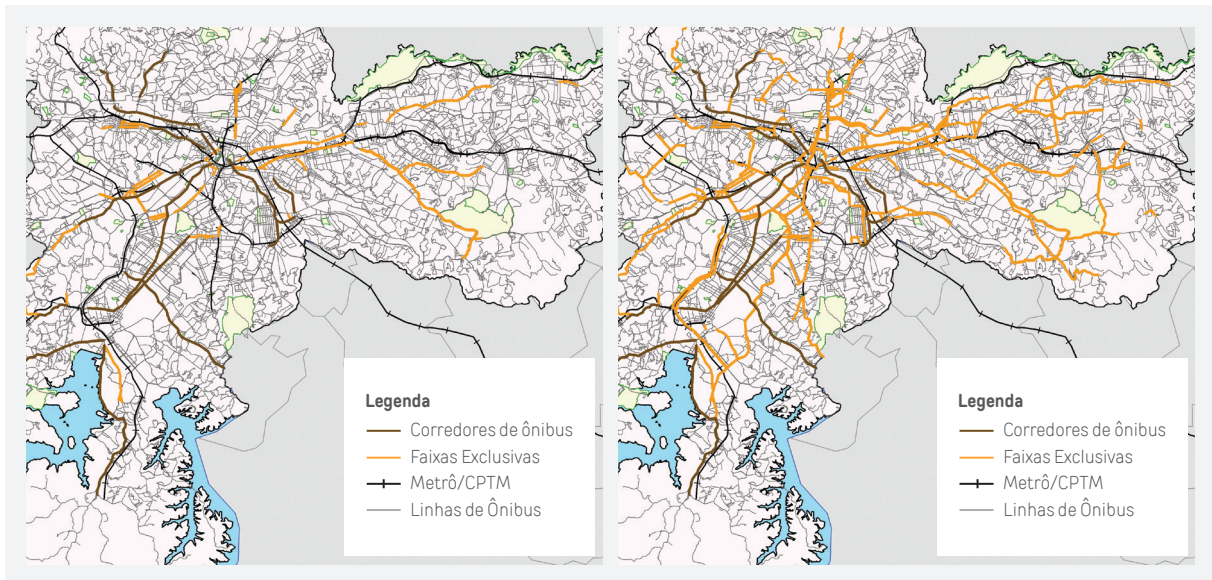 Legenda
Corredores de ônibus
Faixas Exclusivas
Metrô/CPTM
Linhas de Ônibus
Legenda
Corredores de ônibus
Faixas Exclusivas
Metrô/CPTM
Linhas de Ônibus